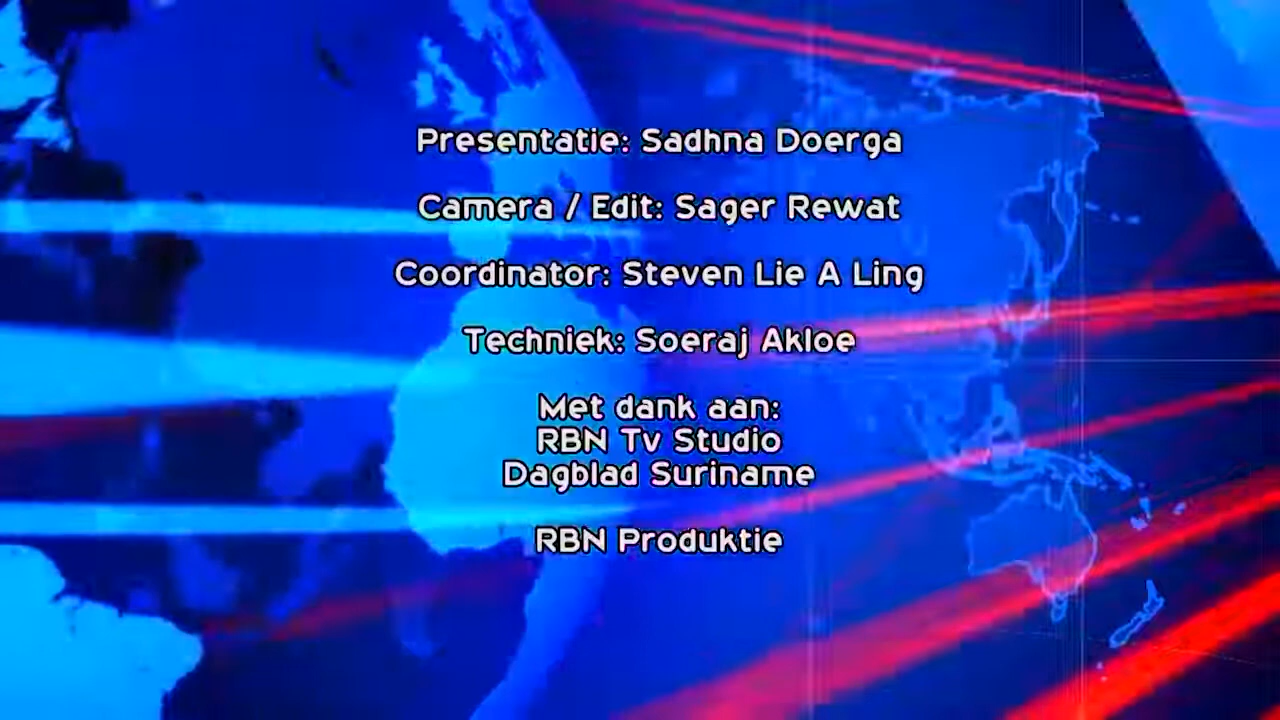 Presentatie: Sadhna Doerga
Camera / Edit: Sager Rewat
Coordinator: Steven Lie A Ling
Techniek: Soeraj Akloe
Met dank aan:
RBN Tv Studio
Dagblad Suriname
RBN Produktie